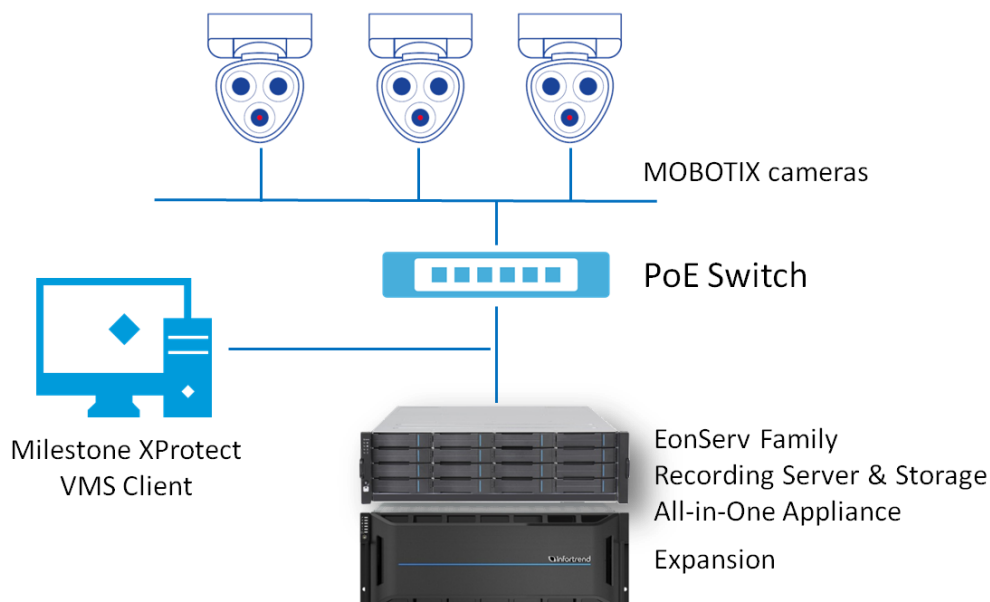 MOBOTIX cameras
PoE Switch
Milestone XProtect
VMS Client
EonServ Family
Recording Server & Storage
All-in-One Appliance
infortrend
Expansion